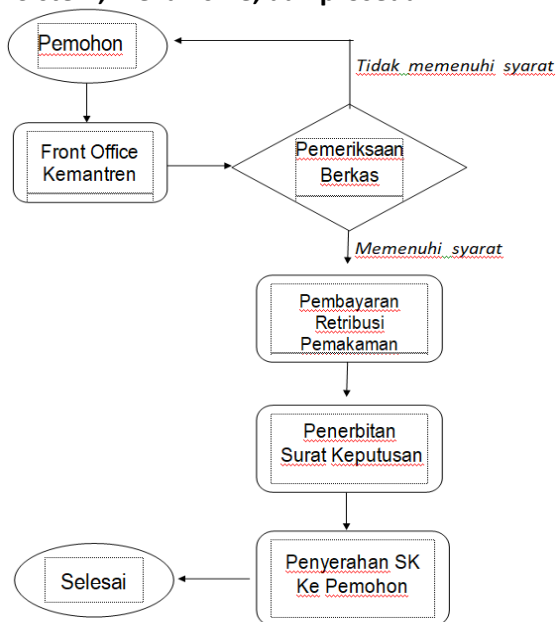 Pemohon
Tidak memenuhi syarat
Front Office
Kemantren
Pemeriksaan
Berkas
Memenuhi syarat
Pembayaran
Retribusi
Pemakaman
Penerbitan
Surat Keputusan
Penyerahan SK
Ke Pemohon
Selesai